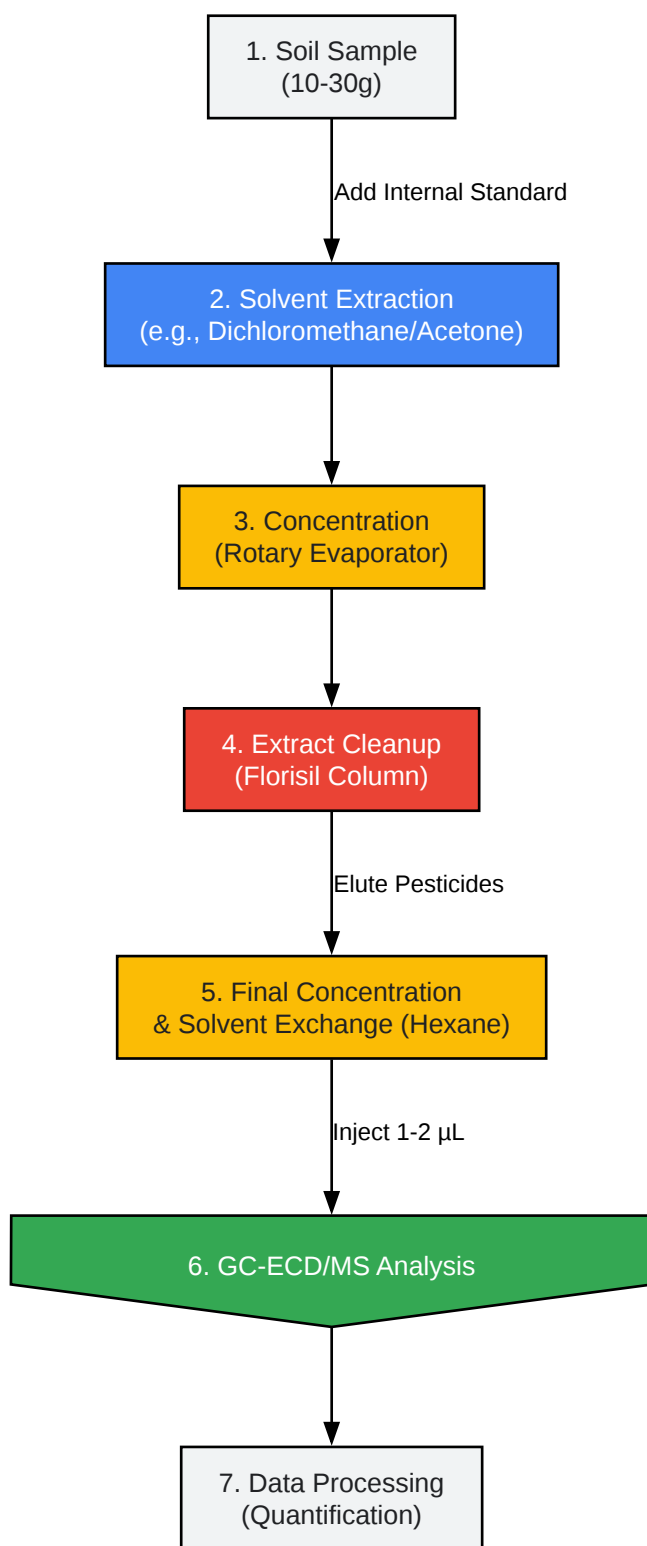 1. Soil Sample
(10-30g)
Add Internal Standard
2. Solvent Extraction
(e.g., Dichloromethane/Acetone)
3. Concentration
(Rotary Evaporator)
4. Extract Cleanup
(Florisil Column)
Elute Pesticides
5. Final Concentration
& Solvent Exchange (Hexane)
Inject 1-2 µL
6. GC-ECD/MS Analysis
7. Data Processing
(Quantification)